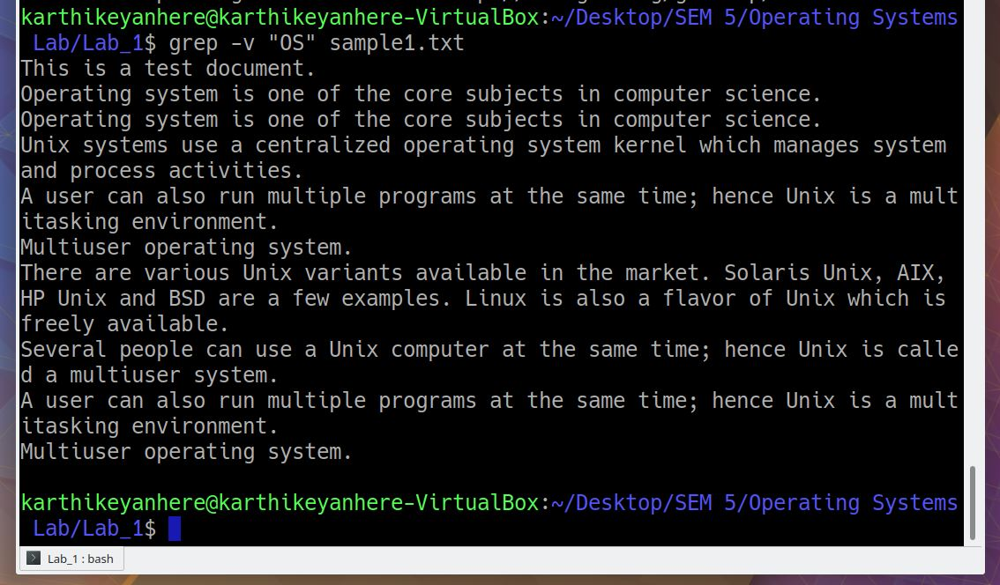 karthikeyanhere@karthikeyanhere-VirtualBox:~/Desktop/SEM 5/Operating Systems
 Lab/Lab_1$ grep -v "OS" sample1.txt
This is a test document.
Operating system is one of the core subjects in computer science.
Operating system is one of the core subjects in computer science.
Unix systems use a centralized operating system kernel which manages system
and process activities.
A user can also run multiple programs at the same time; hence Unix is a mult
itasking environment.
Multiuser operating system.
There are various Unix variants available in the market. Solaris Unix, AIX,
HP Unix and BSD are a few examples. Linux is also a flavor of Unix which is
freely available.
Several people can use a Unix computer at the same time; hence Unix is calle
d a multiuser system.
A user can also run multiple programs at the same time; hence Unix is a mult
itasking environment.
Multiuser operating system.

karthikeyanhere@karthikeyanhere-VirtualBox:~/Desktop/SEM 5/Operating Systems
 Lab/Lab_1$
Lab_1 : bash